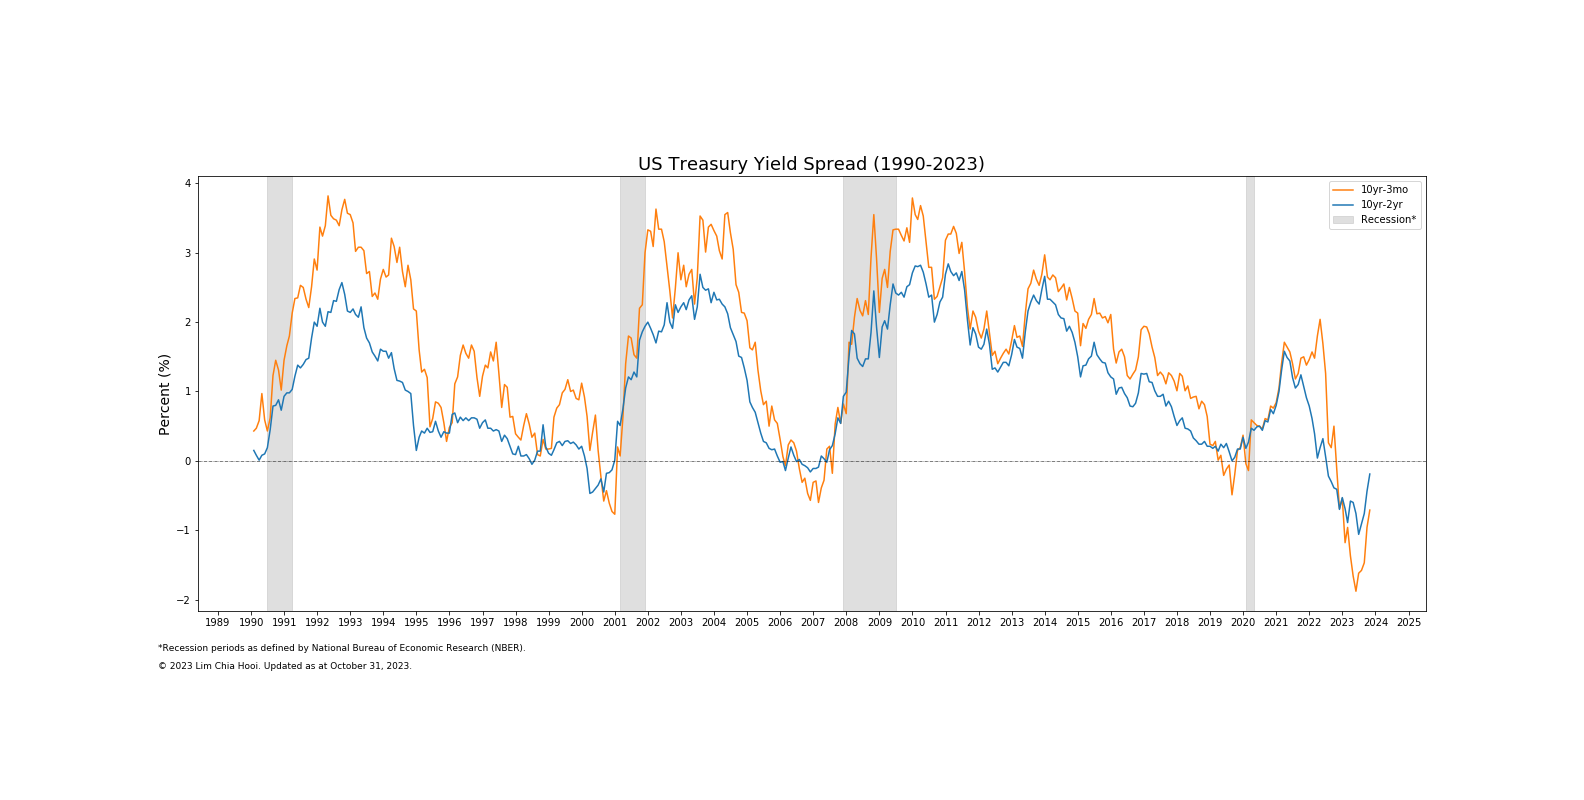 US Treasury Yield Spread (1990-2023)
10yr-3mo
10yr-2yr
Recession*
Percent (%)
4
3
2
1
0
−1
−2
1989 1990 1991 1992 1993 1994 1995 1996 1997 1998 1999 2000 2001 2002 2003 2004 2005 2006 2007 2008 2009 2010 2011 2012 2013 2014 2015 2016 2017 2018 2019 2020 2021 2022 2023 2024 2025
*Recession periods as defined by National Bureau of Economic Research (NBER).
© 2023 Lim Chia Hooi. Updated as at October 31, 2023.